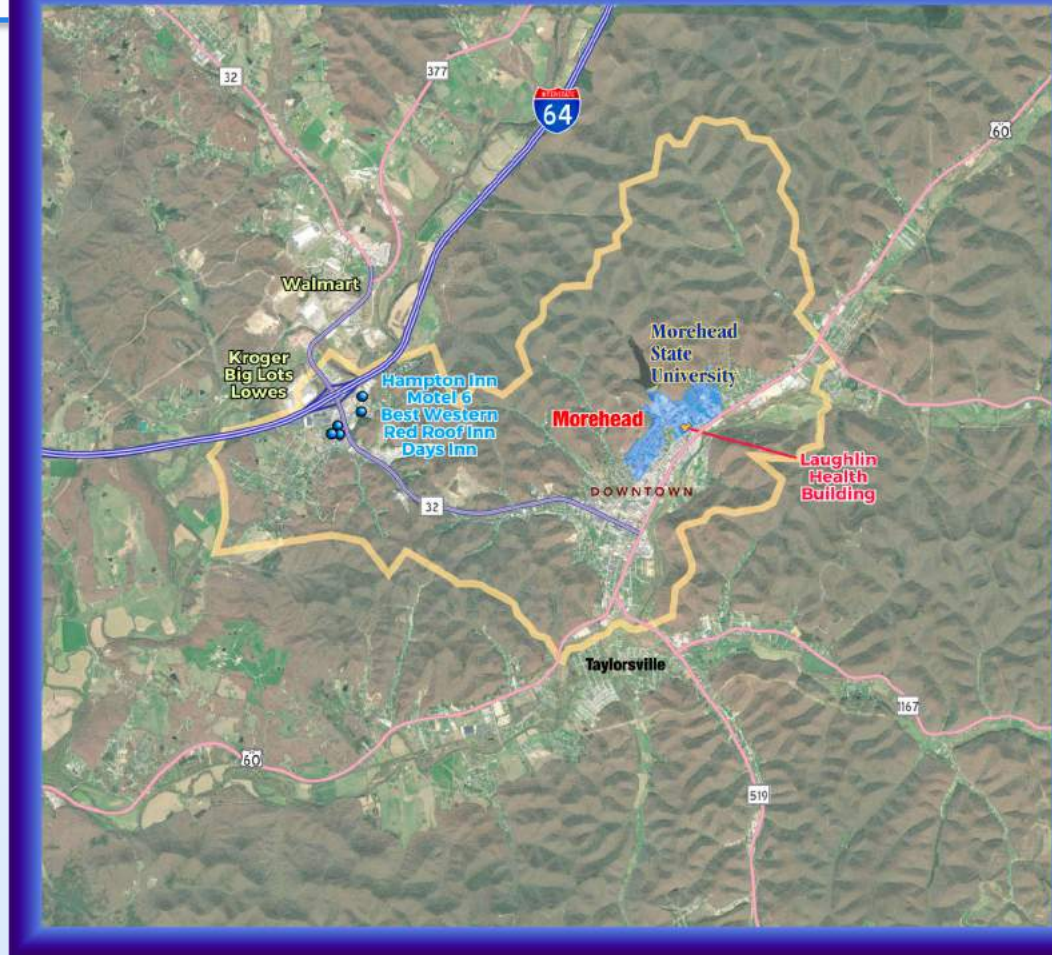 32
377
INTERSTATE
64
60
Walmart
Kroger
Big Lots
Lowes
Hampton Inn
Motel 6
Best Western
Red Roof Inn
Days Inn
Morehead
State
University
Morehead
Laughlin
Health
Building
DOWNTOWN
32
Taylorsville
1167
60
519